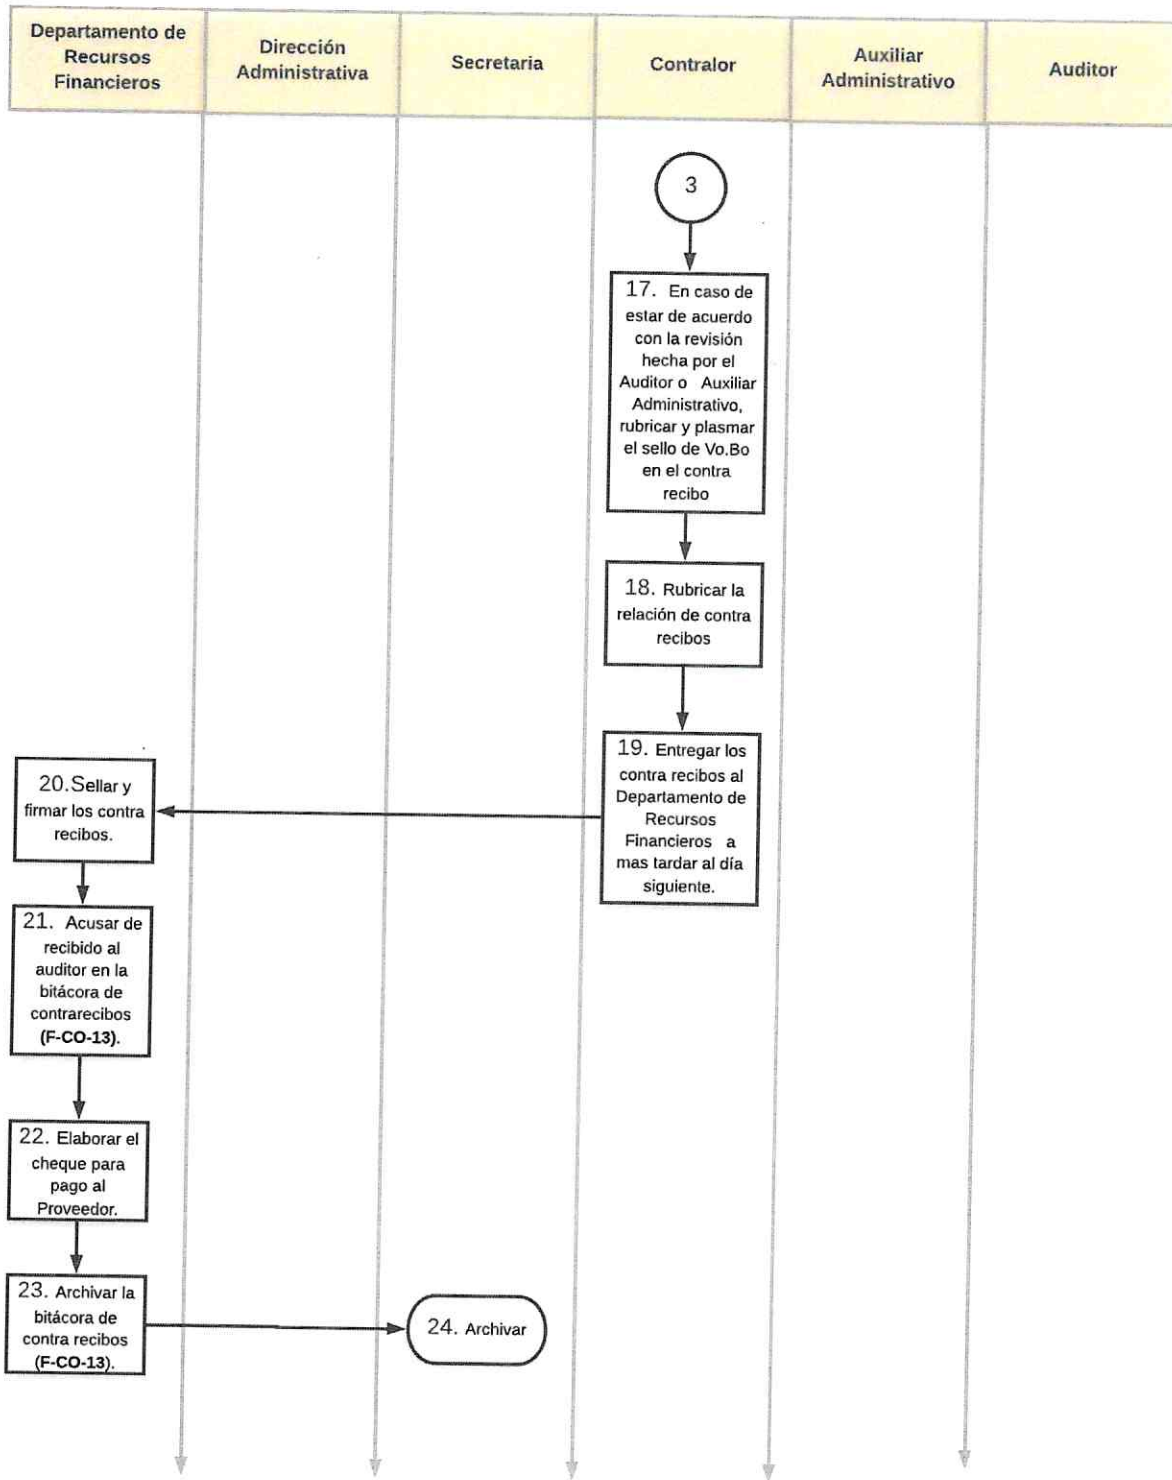 Departamento de
Recursos
Financieros
Dirección
Administrativa
Secretaria
Contralor
Auxiliar
Administrativo
Auditor
3
17. En caso de
estar de acuerdo
con la revisión
hecha por el
Auditor o Auxiliar
Administrativo,
rubricar y plasmar
el sello de Vo.Bo
en el contra
recibo
18. Rubricar la
relación de contra
recibos
19. Entregar los
contra recibos al
Departamento de
Recursos
Financieros a
mas tardar al día
siguiente.
20.Sellar y
firmar los contra
recibos.
21. Acusar de
recibido al
auditor en la
bitácora de
contrarecibos
(F-CO-13).
22. Elaborar el
cheque para
pago al
Proveedor.
23. Archivar la
bitácora de
contra recibos
(F-CO-13).
24. Archivar